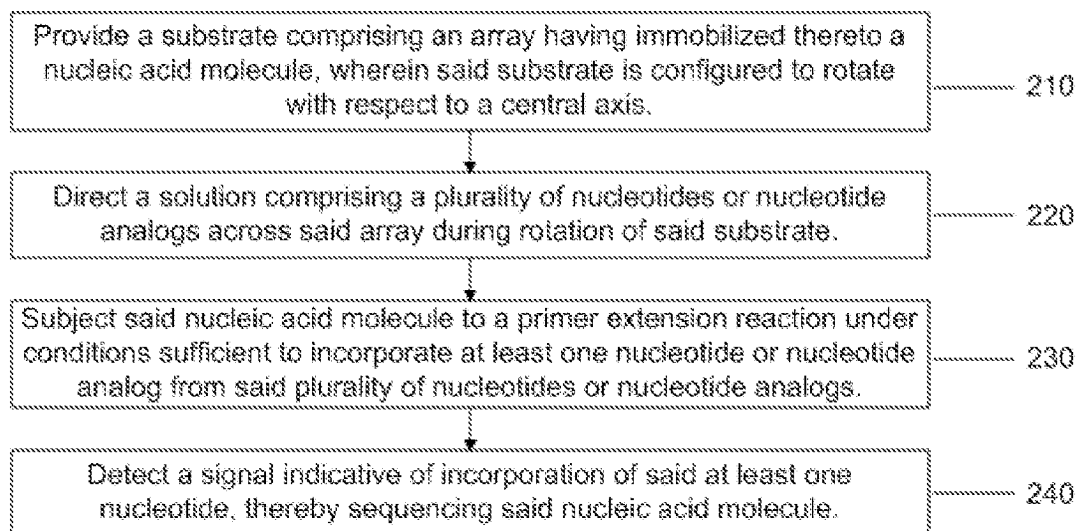 Provide a substrate comprising an array having immobilized thereto a
nucleic acid molecule, wherein said substrate is configured to rotate
with respect to a central axis.
210
Direct a solution comprising a plurality of nucleotides or nucleotide
analogs across said array during rotation of said substrate.
220
Subject said nucleic acid molecule to a primer extension reaction under
conditions sufficient to incorporate at least one nucleotide or nucleotide
analog from said plurality of nucleotides or nucleotide analogs.
230
Detect a signal indicative of incorporation of said at least one
nucleotide, thereby sequencing said nucleic acid molecule.
240